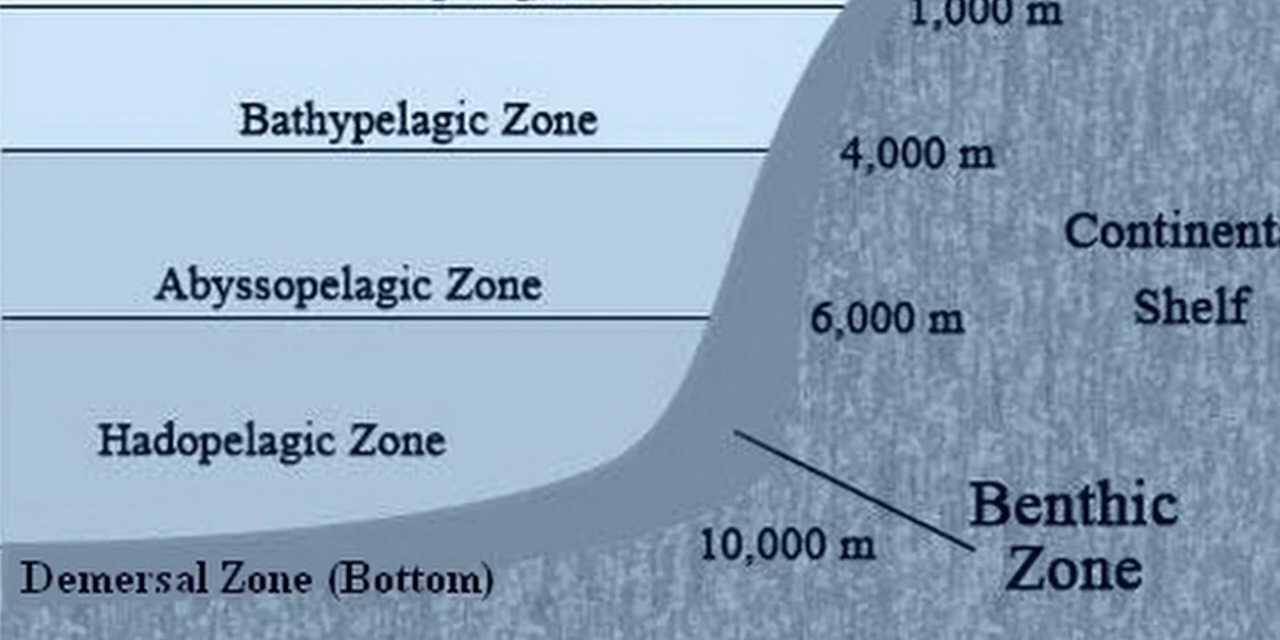 1,000 m
Bathypelagic Zone
4,000 m
Continent
Shelf
Abyssopelagic Zone
6,000 m
Hadopelagic Zone
Benthic
Zone
10,000 m
Demersal Zone (Bottom)